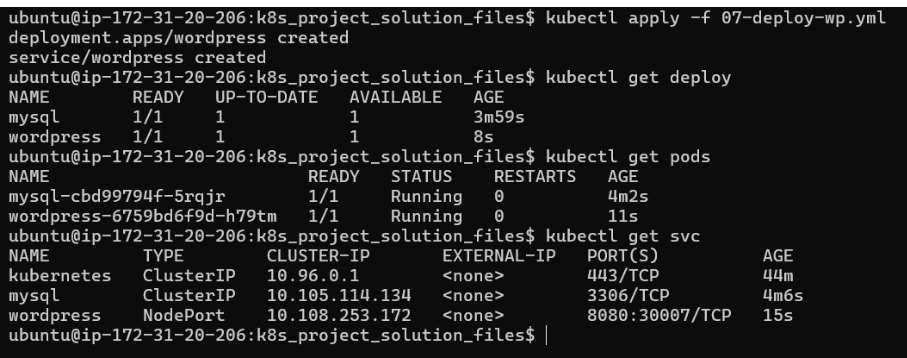 ubuntu@ip-172-31-20-206:k8s_project_solution_files$ kubectl apply -f 07-deploy-wp.yml
deployment.apps/wordpress created
service/wordpress created
ubuntu@ip-172-31-20-206:k8s_project_solution_files$ kubectl get deploy
NAME READY UP-TO-DATE AVAILABLE AGE
mysql 1/1 1 1 3m59s
wordpress 1/1 1 1 8s
ubuntu@ip-172-31-20-206:k8s_project_solution_files$ kubectl get pods
NAME READY STATUS RESTARTS AGE
mysql-cbd99794f-5rqjr 1/1 Running 0 4m2s
wordpress-6759bd6f9d-h79tm 1/1 Running 0 11s
ubuntu@ip-172-31-20-206:k8s_project_solution_files$ kubectl get svc
NAME TYPE CLUSTER-IP EXTERNAL-IP PORT(S) AGE
kubernetes ClusterIP 10.96.0.1 <none> 443/TCP 44m
mysql ClusterIP 10.105.114.134 <none> 3306/TCP 4m6s
wordpress NodePort 10.108.253.172 <none> 8080:30007/TCP 15s
ubuntu@ip-172-31-20-206:k8s_project_solution_files$